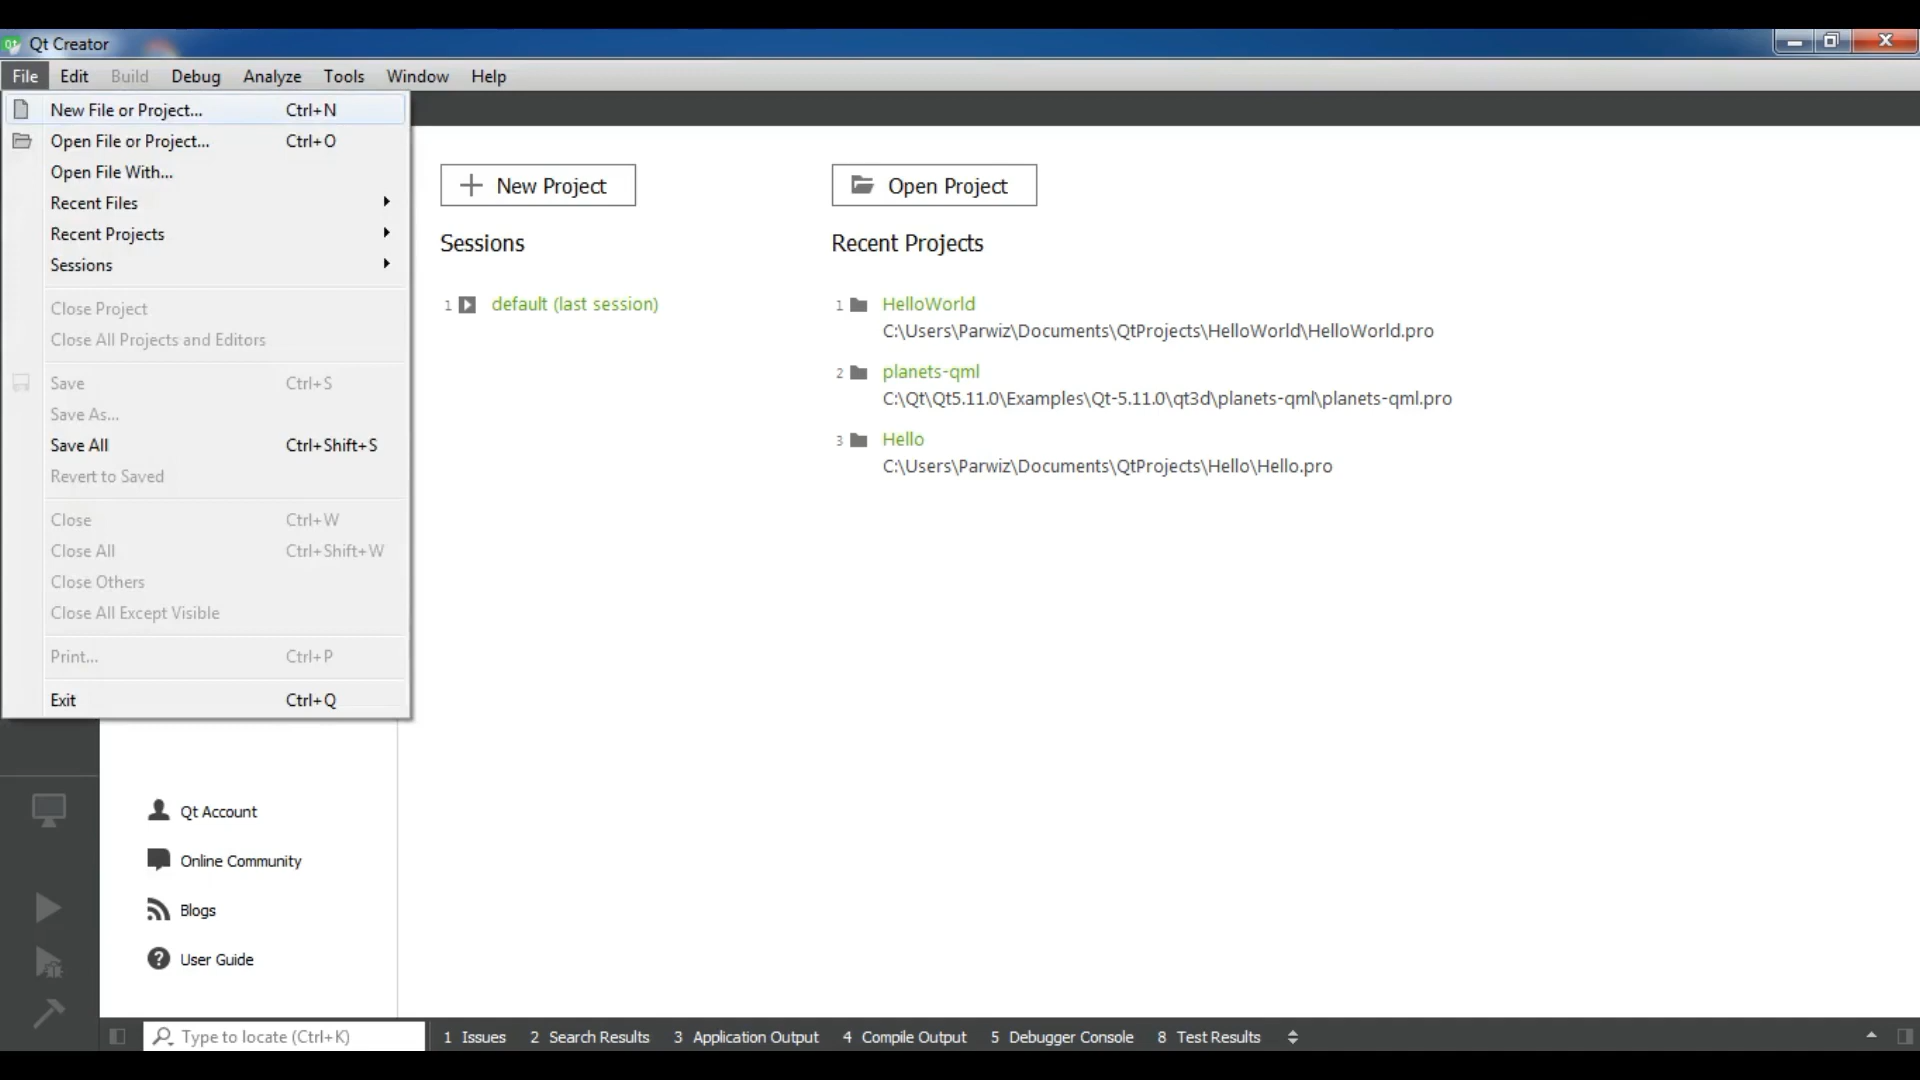 Qt Creator
File Edit Build Debug Analyze Tools Window Help
New File or Project... Ctrl+N
Open File or Project... Ctrl+O
Open File With...
Recent Files
Recent Projects
Sessions
Close Project
Close All Projects and Editors
Save Ctrl+S
Save As...
Save All Ctrl+Shift+S
Revert to Saved
Close Ctrl+W
Close All Ctrl+Shift+W
Close Others
Close All Except Visible
Print... Ctrl+P
Exit Ctrl+Q
New Project
Sessions
1 default (last session)
Open Project
Recent Projects
1 HelloWorld
C:\Users\Parwiz\Documents\QtProjects\HelloWorld\HelloWorld.pro
2 planets-qml
C:\Qt\Qt5.11.0\Examples\Qt-5.11.0\qt3d\planets-qml\planets-qml.pro
3 Hello
C:\Users\Parwiz\Documents\QtProjects\Hello\Hello.pro
Qt Account
Online Community
Blogs
User Guide
Type to locate (Ctrl+K) 1 Issues 2 Search Results 3 Application Output 4 Compile Output 5 Debugger Console 8 Test Results